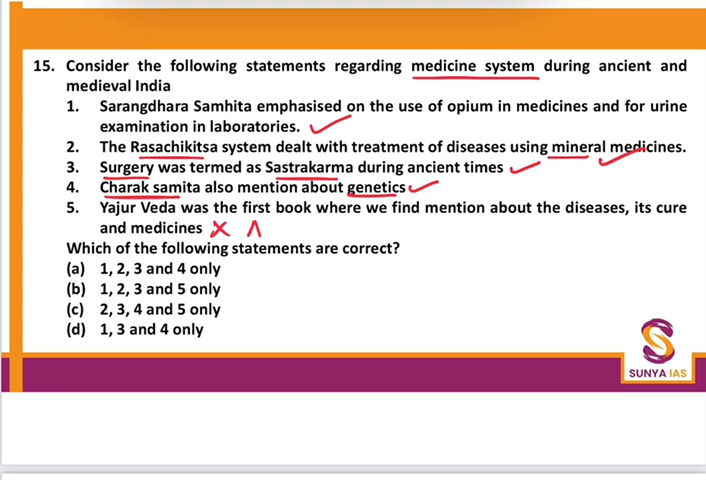 15. Consider the following statements regarding medicine system during ancient and
medieval India
1. Sarangdhara Samhita emphasised on the use of opium in medicines and for urine
examination in laboratories.
2. The Rasachikitsa system dealt with treatment of diseases using mineral medicines.
3. Surgery was termed as Sastrakarma during ancient times
4. Charak samita also mention about genetics
5. Yajur Veda was the first book where we find mention about the diseases, its cure
and medicines
Which of the following statements are correct?
(a) 1, 2, 3 and 4 only
(b) 1, 2, 3 and 5 only
(c) 2, 3, 4 and 5 only
(d) 1, 3 and 4 only
SUNYA IAS